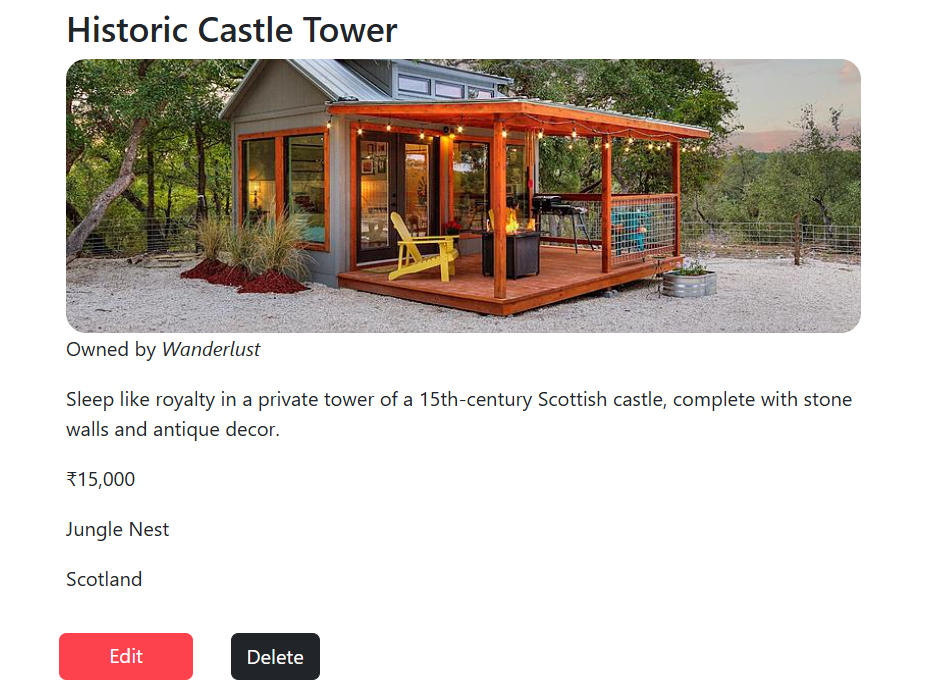 Historic Castle Tower
Owned by Wanderlust
Sleep like royalty in a private tower of a 15th-century Scottish castle, complete with stone
walls and antique decor.
₹15,000
Jungle Nest
Scotland
Edit
Delete